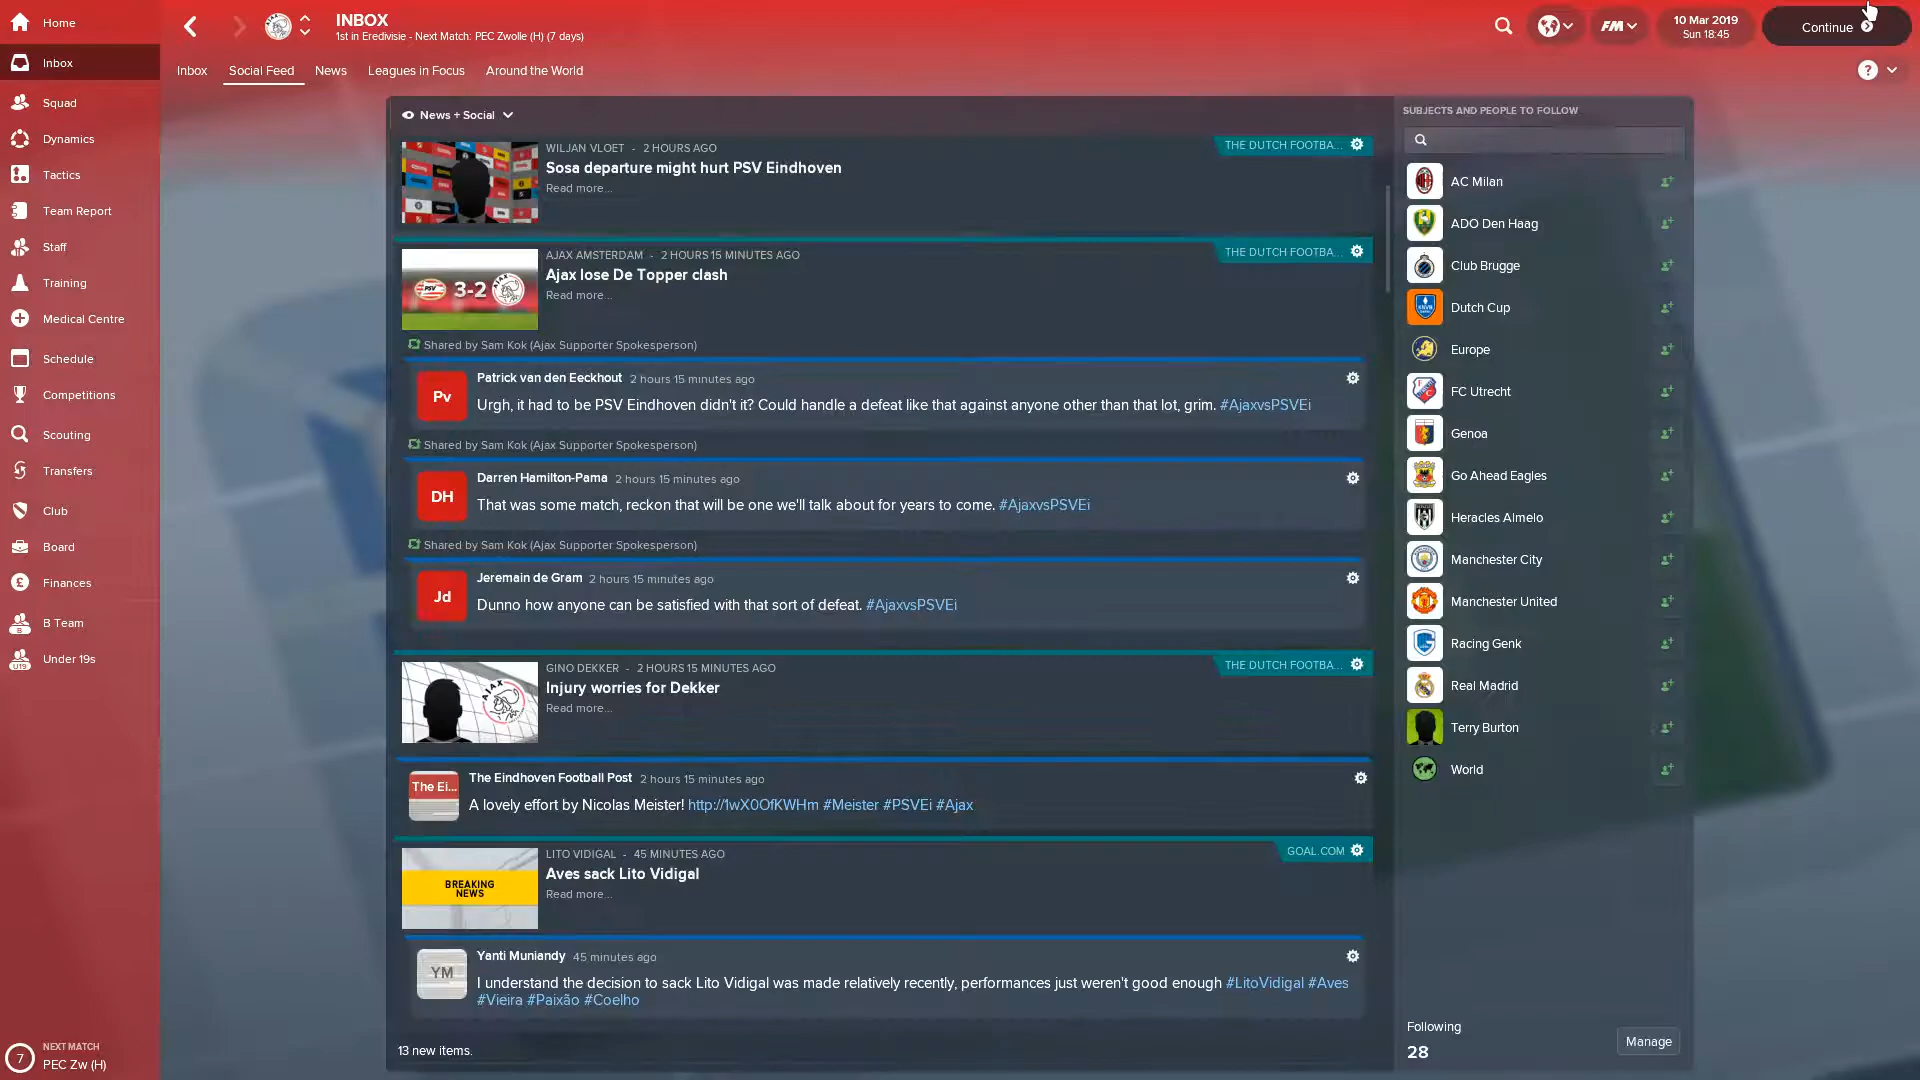 Home
Inbox
Squad
Dynamics
Tactics
Team Report
Staff
Training
Medical Centre
Schedule
Competitions
Scouting
Transfers
Club
Board
Finances
B Team
Under 19s
NEXT MATCH
7
PEC Zw (H)
INBOX
1st in Eredivisie - Next Match: PEC Zwolle (H) (7 days)
FM
10 Mar 2019
Sun 18:45
Continue
Inbox
Social Feed
News
Leagues in Focus
Around the World
?
News + Social
WILJAN VLOET - 2 HOURS AGO
THE DUTCH FOOTBA...
Sosa departure might hurt PSV Eindhoven
Read more...
AJAX AMSTERDAM - 2 HOURS 15 MINUTES AGO
THE DUTCH FOOTBA...
Ajax lose De Topper clash
PSV 3-2
Read more...
Shared by Sam Kok (Ajax Supporter Spokesperson)
Pv
Patrick van den Eeckhout 2 hours 15 minutes ago
Urgh, it had to be PSV Eindhoven didn't it? Could handle a defeat like that against anyone other than that lot, grim. #AjaxvsPSVEi
Shared by Sam Kok (Ajax Supporter Spokesperson)
DH
Darren Hamilton-Pama 2 hours 15 minutes ago
That was some match, reckon that will be one we'll talk about for years to come. #AjaxvsPSVEi
Shared by Sam Kok (Ajax Supporter Spokesperson)
Jd
Jeremain de Gram 2 hours 15 minutes ago
Dunno how anyone can be satisfied with that sort of defeat. #AjaxvsPSVEi
GINO DEKKER - 2 HOURS 15 MINUTES AGO
THE DUTCH FOOTBA...
AJAX
Injury worries for Dekker
Read more...
The Ei...
The Eindhoven Football Post 2 hours 15 minutes ago
A lovely effort by Nicolas Meister! http://1wX0OfKWHm #Meister #PSVEi #Ajax
LITO VIDIGAL - 45 MINUTES AGO
GOAL.COM
BREAKING
NEWS
Aves sack Lito Vidigal
Read more...
YM
Yanti Muniandy 45 minutes ago
I understand the decision to sack Lito Vidigal was made relatively recently, performances just weren't good enough #LitoVidigal #Aves
#Vieira #Paixão #Coelho
13 new items.
SUBJECTS AND PEOPLE TO FOLLOW
AC Milan
ADO Den Haag
Club Brugge
Dutch Cup
Europe
FC Utrecht
Genoa
Go Ahead Eagles
Heracles Almelo
Manchester City
Manchester United
Racing Genk
Real Madrid
Terry Burton
World
Following
28
Manage